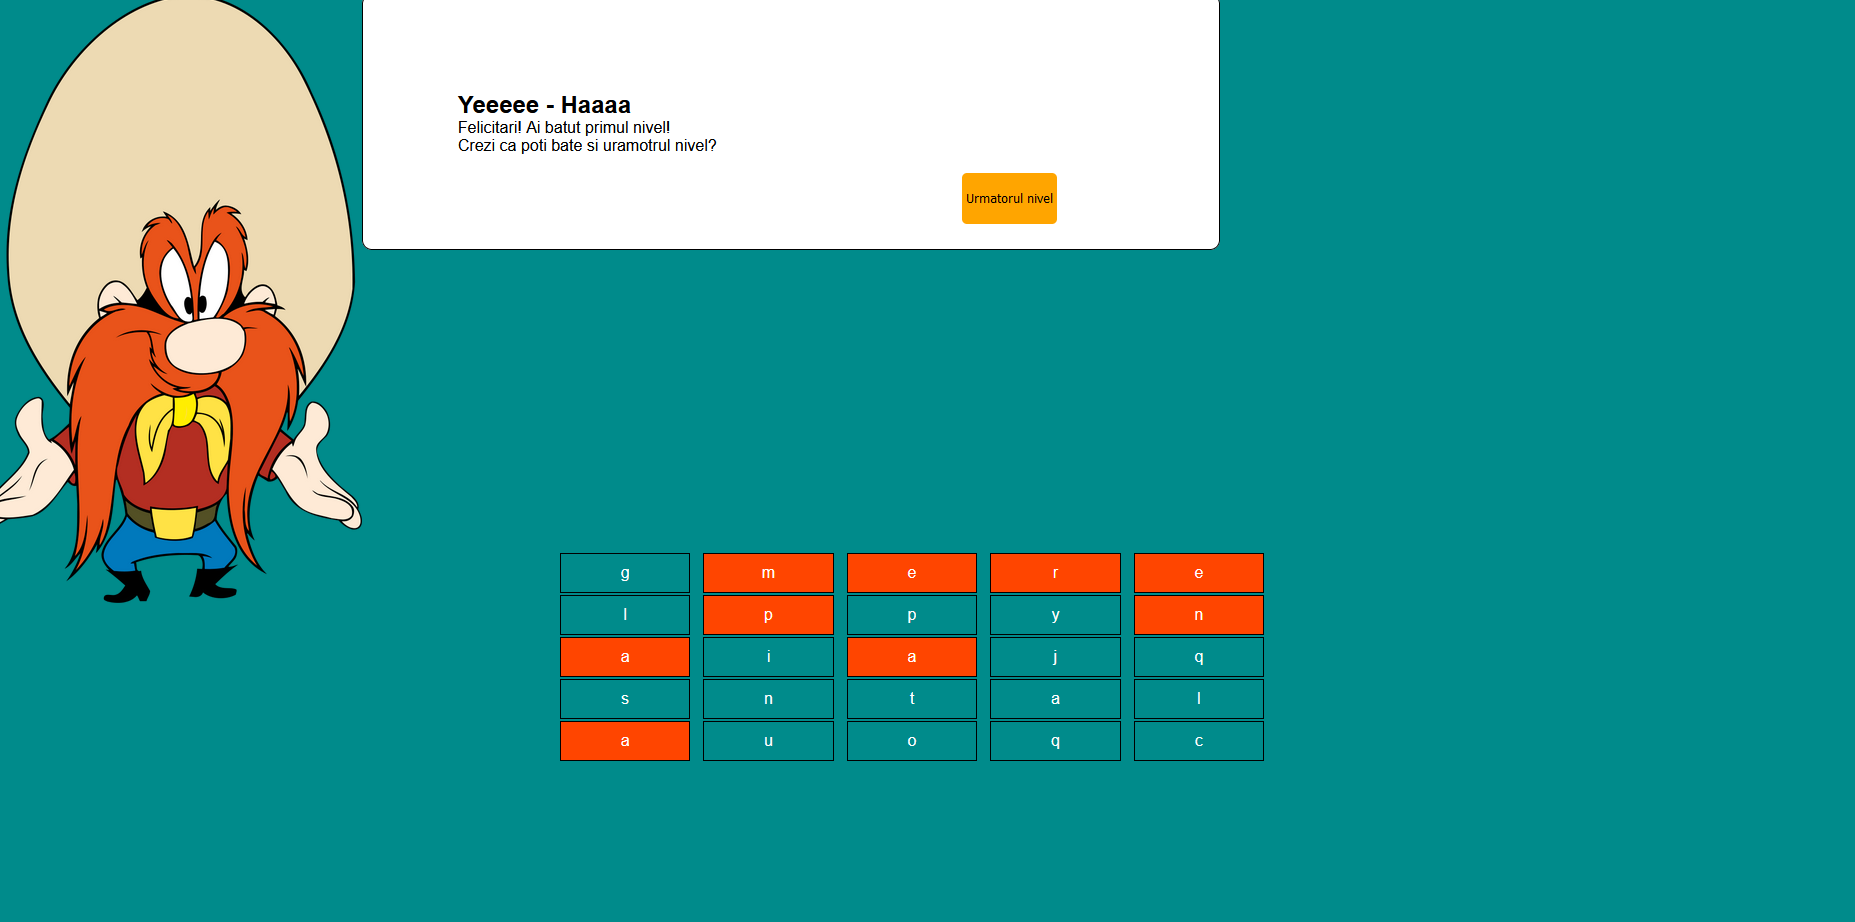 Yeeeee - Haaaa
Felicitari! Ai batut primul nivel!
Crezi ca poti bate si uramotrul nivel?
Urmatorul nivel
g m e r e
l p p y n
a i a j q
s n t a l
a u o q c